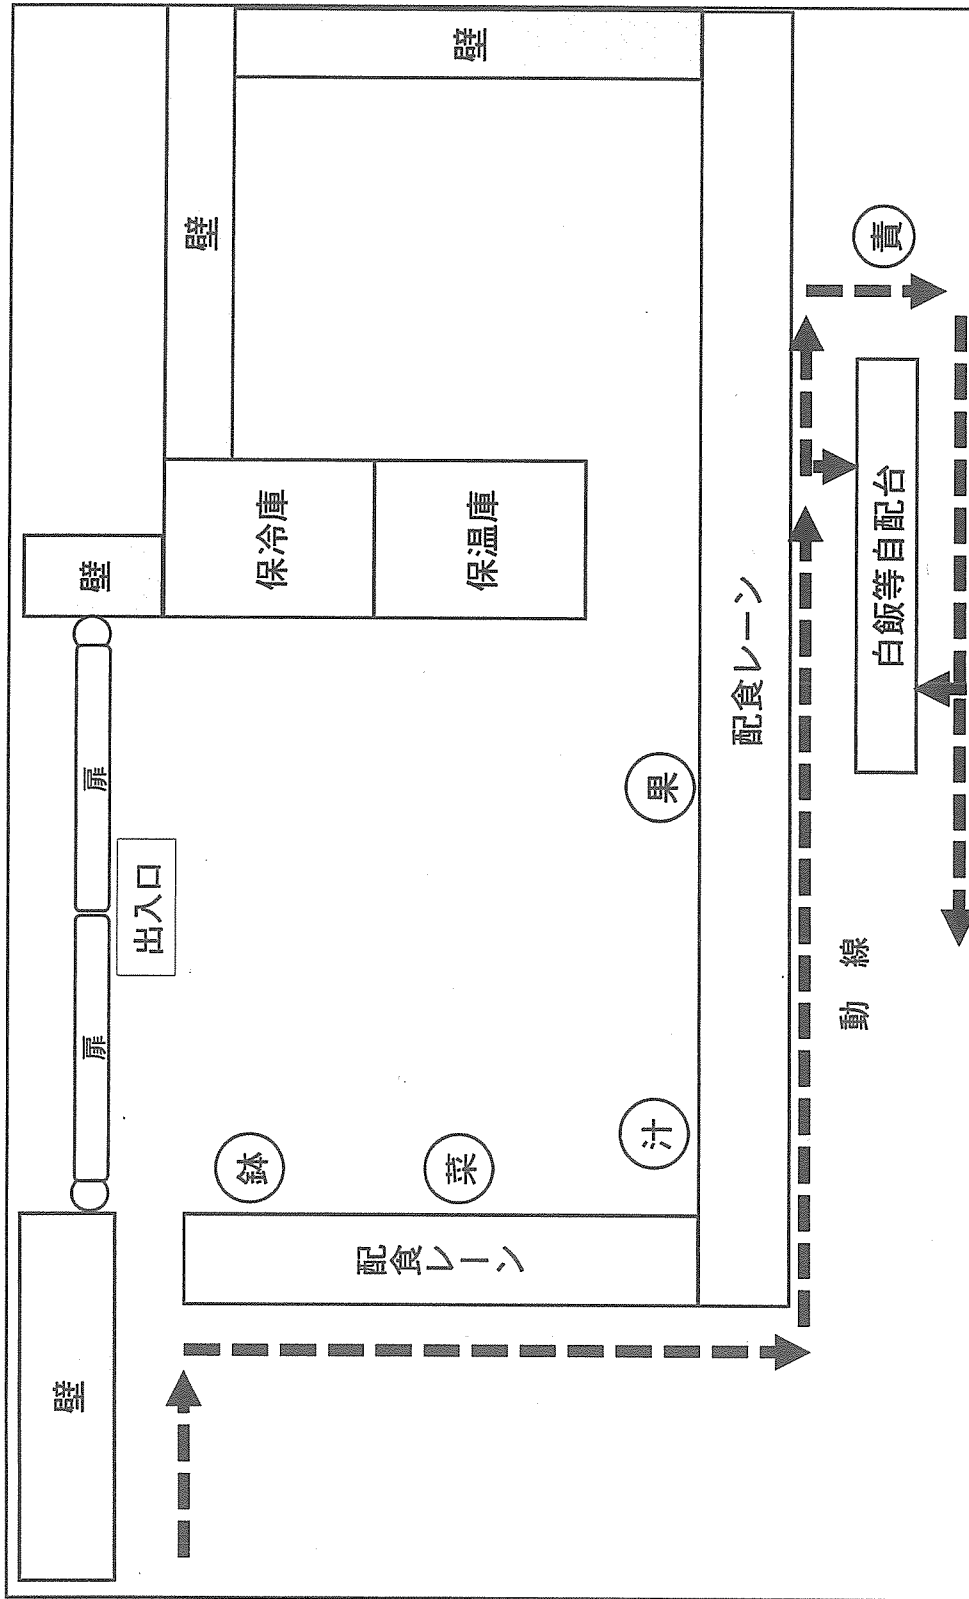 壁
扉
扉
壁
壁
壁
出入口
保冷庫
保温庫
鉢
菜
汁
果
配食レーン
配食レーン
動線
白飯等自配台
責